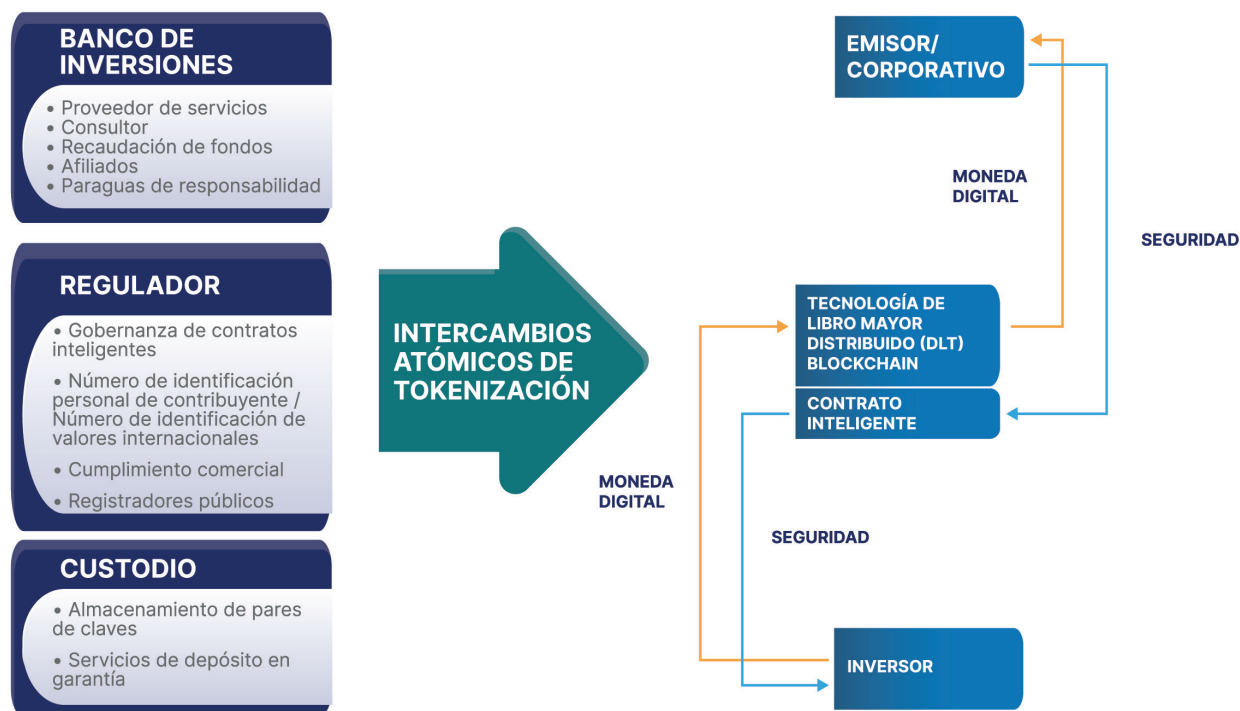 BANCO DE
INVERSIONES
• Proveedor de servicios
• Consultor
• Recaudación de fondos
• Afiliados
• Paraguas de responsabilidad
REGULADOR
• Gobernanza de contratos
inteligentes
• Número de identificación
personal de contribuyente /
Número de identificación de
valores internacionales
• Cumplimiento comercial
• Registradores públicos
CUSTODIO
• Almacenamiento de pares
de claves
• Servicios de depósito en
garantía
INTERCAMBIOS
ATÓMICOS DE
TOKENIZACIÓN
EMISOR/
CORPORATIVO
MONEDA
DIGITAL
SEGURIDAD
TECNOLOGÍA DE
LIBRO MAYOR
DISTRIBUIDO (DLT)
BLOCKCHAIN
CONTRATO
INTELIGENTE
MONEDA
DIGITAL
SEGURIDAD
INVERSOR